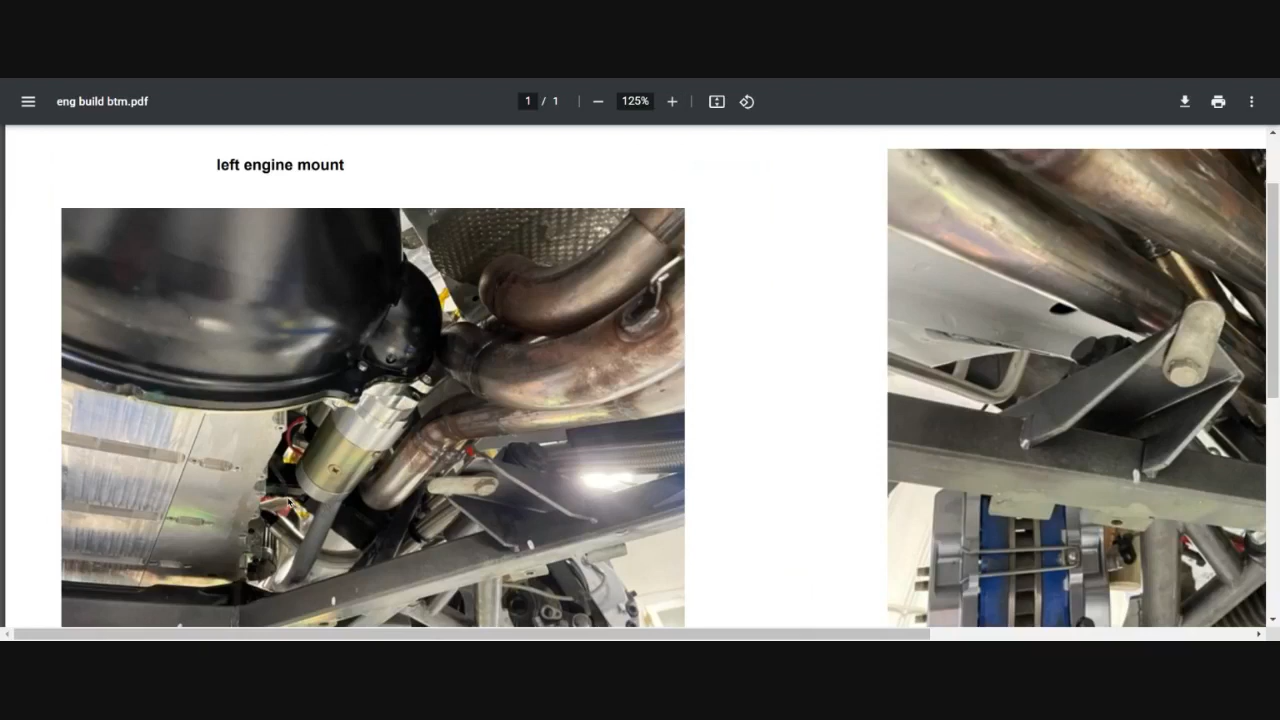 eng build btm.pdf
1 / 1
125%
left engine mount